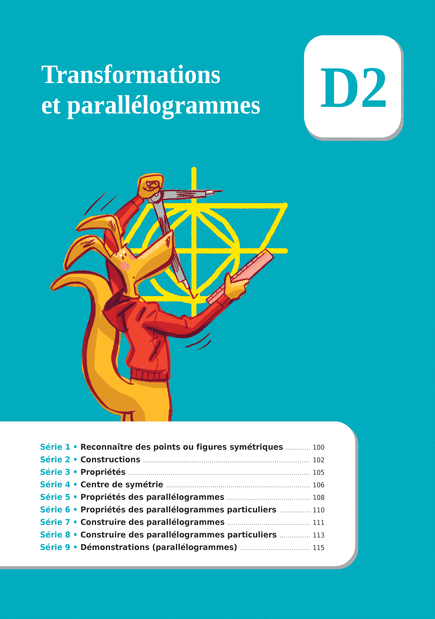 Transformations
et parallélogrammes
D2
Série 1 • Reconnaître des points ou figures symétriques ............ 100
Série 2 • Constructions ............ 102
Série 3 • Propriétés ............ 105
Série 4 • Centre de symétrie ............ 106
Série 5 • Propriétés des parallélogrammes ............ 108
Série 6 • Propriétés des parallélogrammes particuliers ............ 110
Série 7 • Construire des parallélogrammes ............ 111
Série 8 • Construire des parallélogrammes particuliers ............ 113
Série 9 • Démonstrations (parallélogrammes) ............ 115